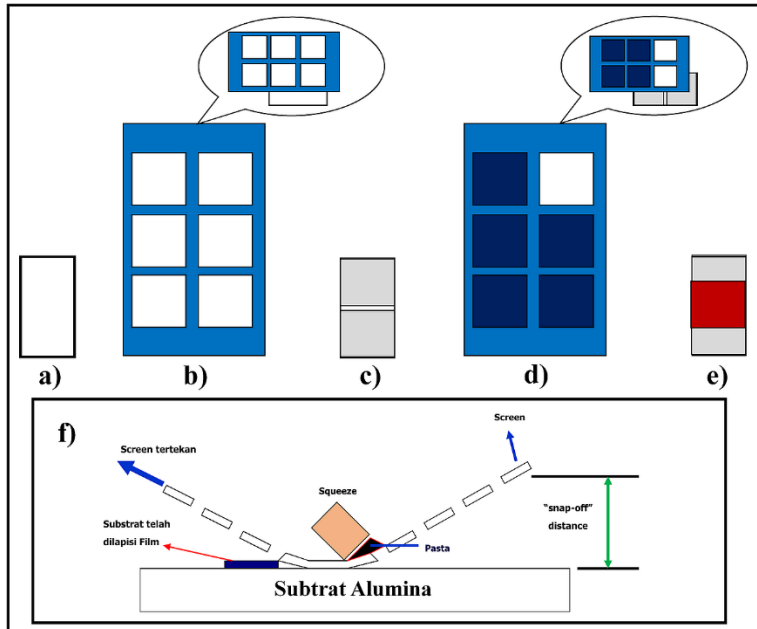 a)
b)
c)
d)
e)
f)
Screen tertekan
Screen
Squeeze
"snap-off"
distance
Substrat telah
dilapisi Film
Pasta
Subtrat Alumina